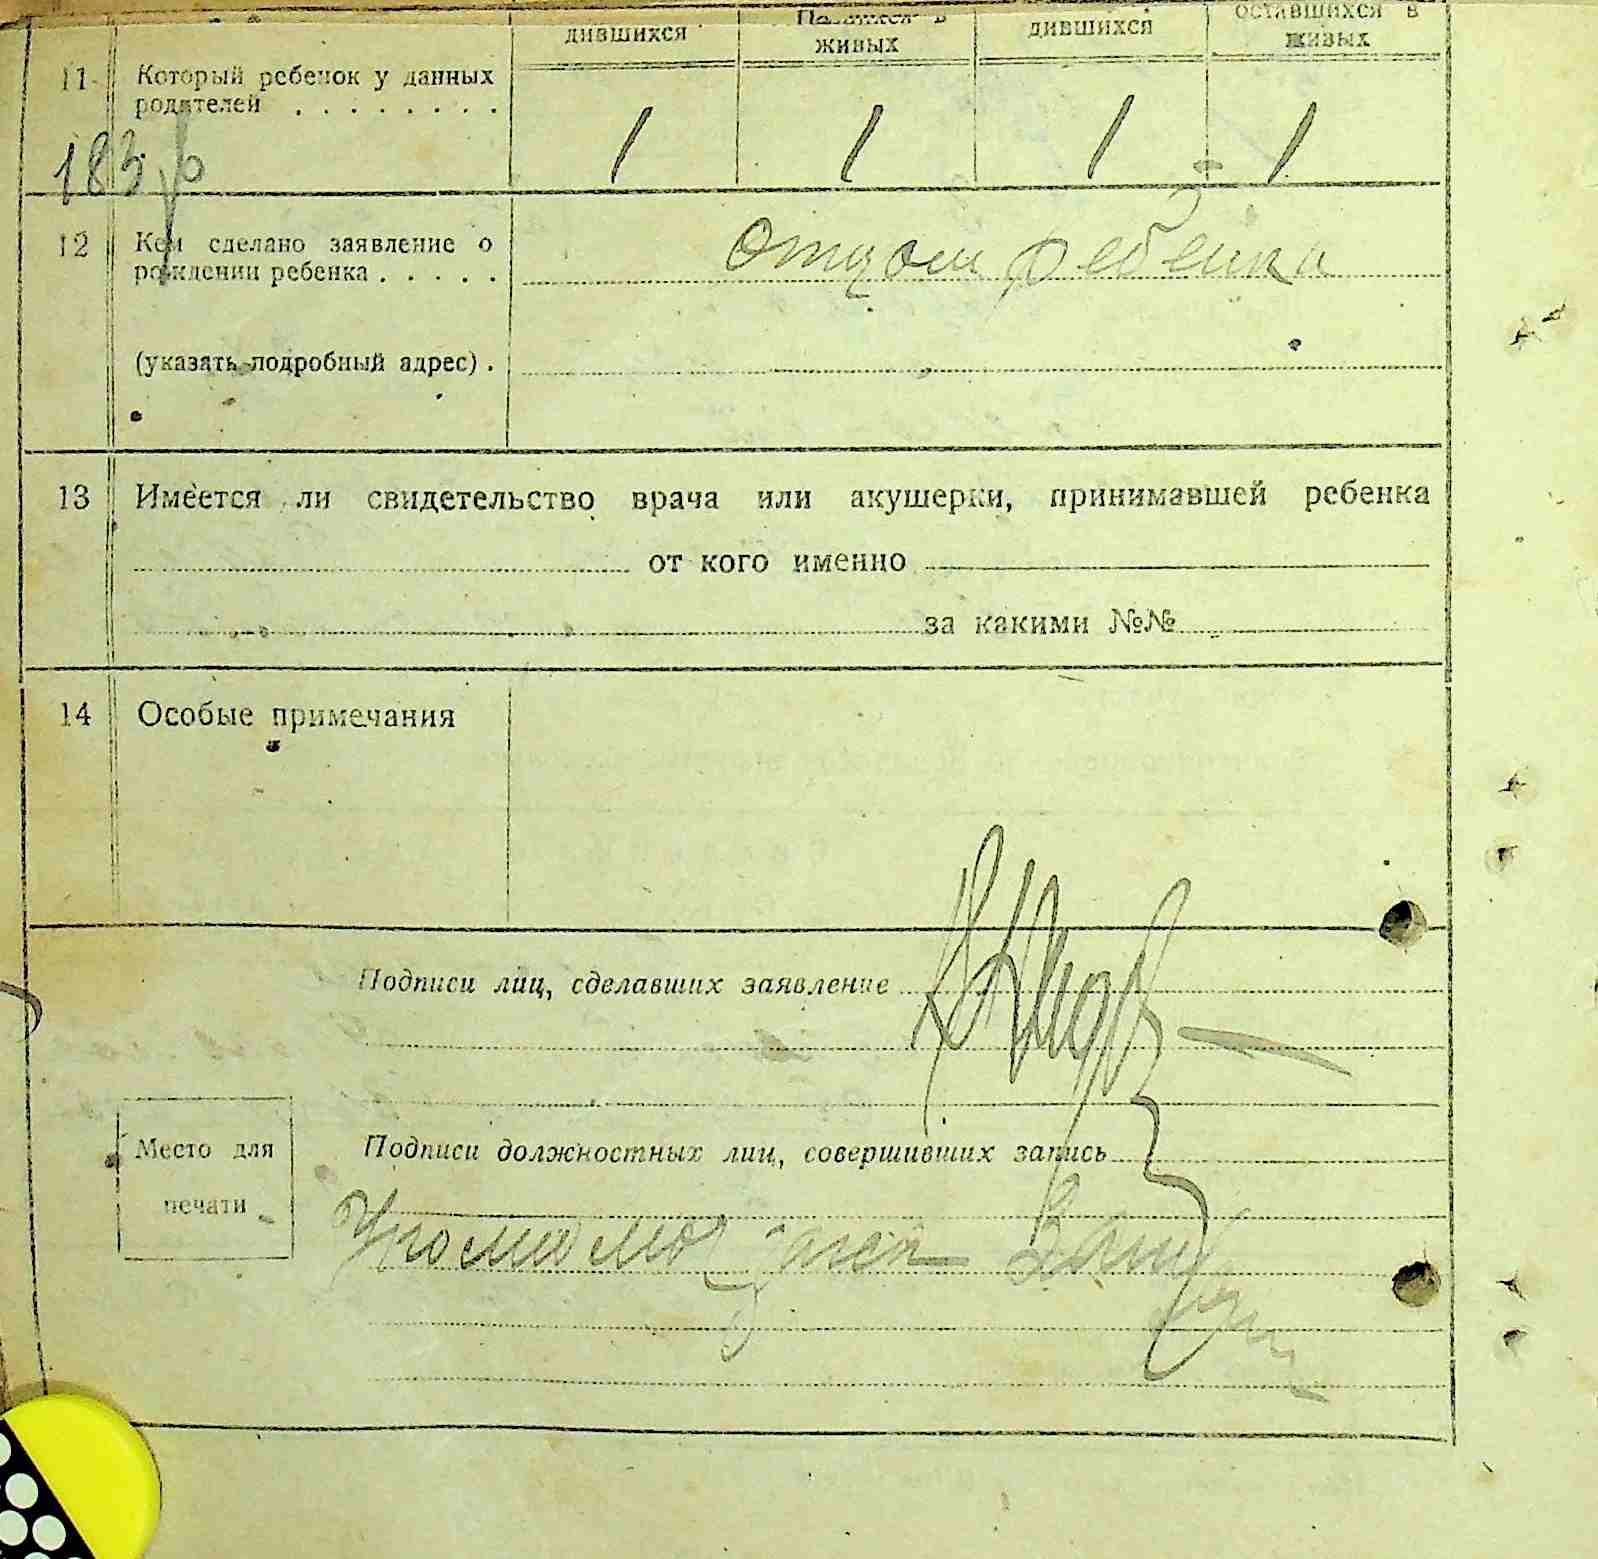 дившихся живых дившихся оставшихся в живых
11 Который ребенок у данных
родителей . . . . . . . .
1 1 1 1
12 Кем сделано заявление о
рождении ребенка . . . . .
Отцом ребенка
(указать подробный адрес) .
13 Имеется ли свидетельство врача или акушерки, принимавшей ребенка
от кого именно
за какими №№
14 Особые примечания
Подписи лиц, сделавших заявление
Место для
печати
Подписи должностных лиц, совершивших запись